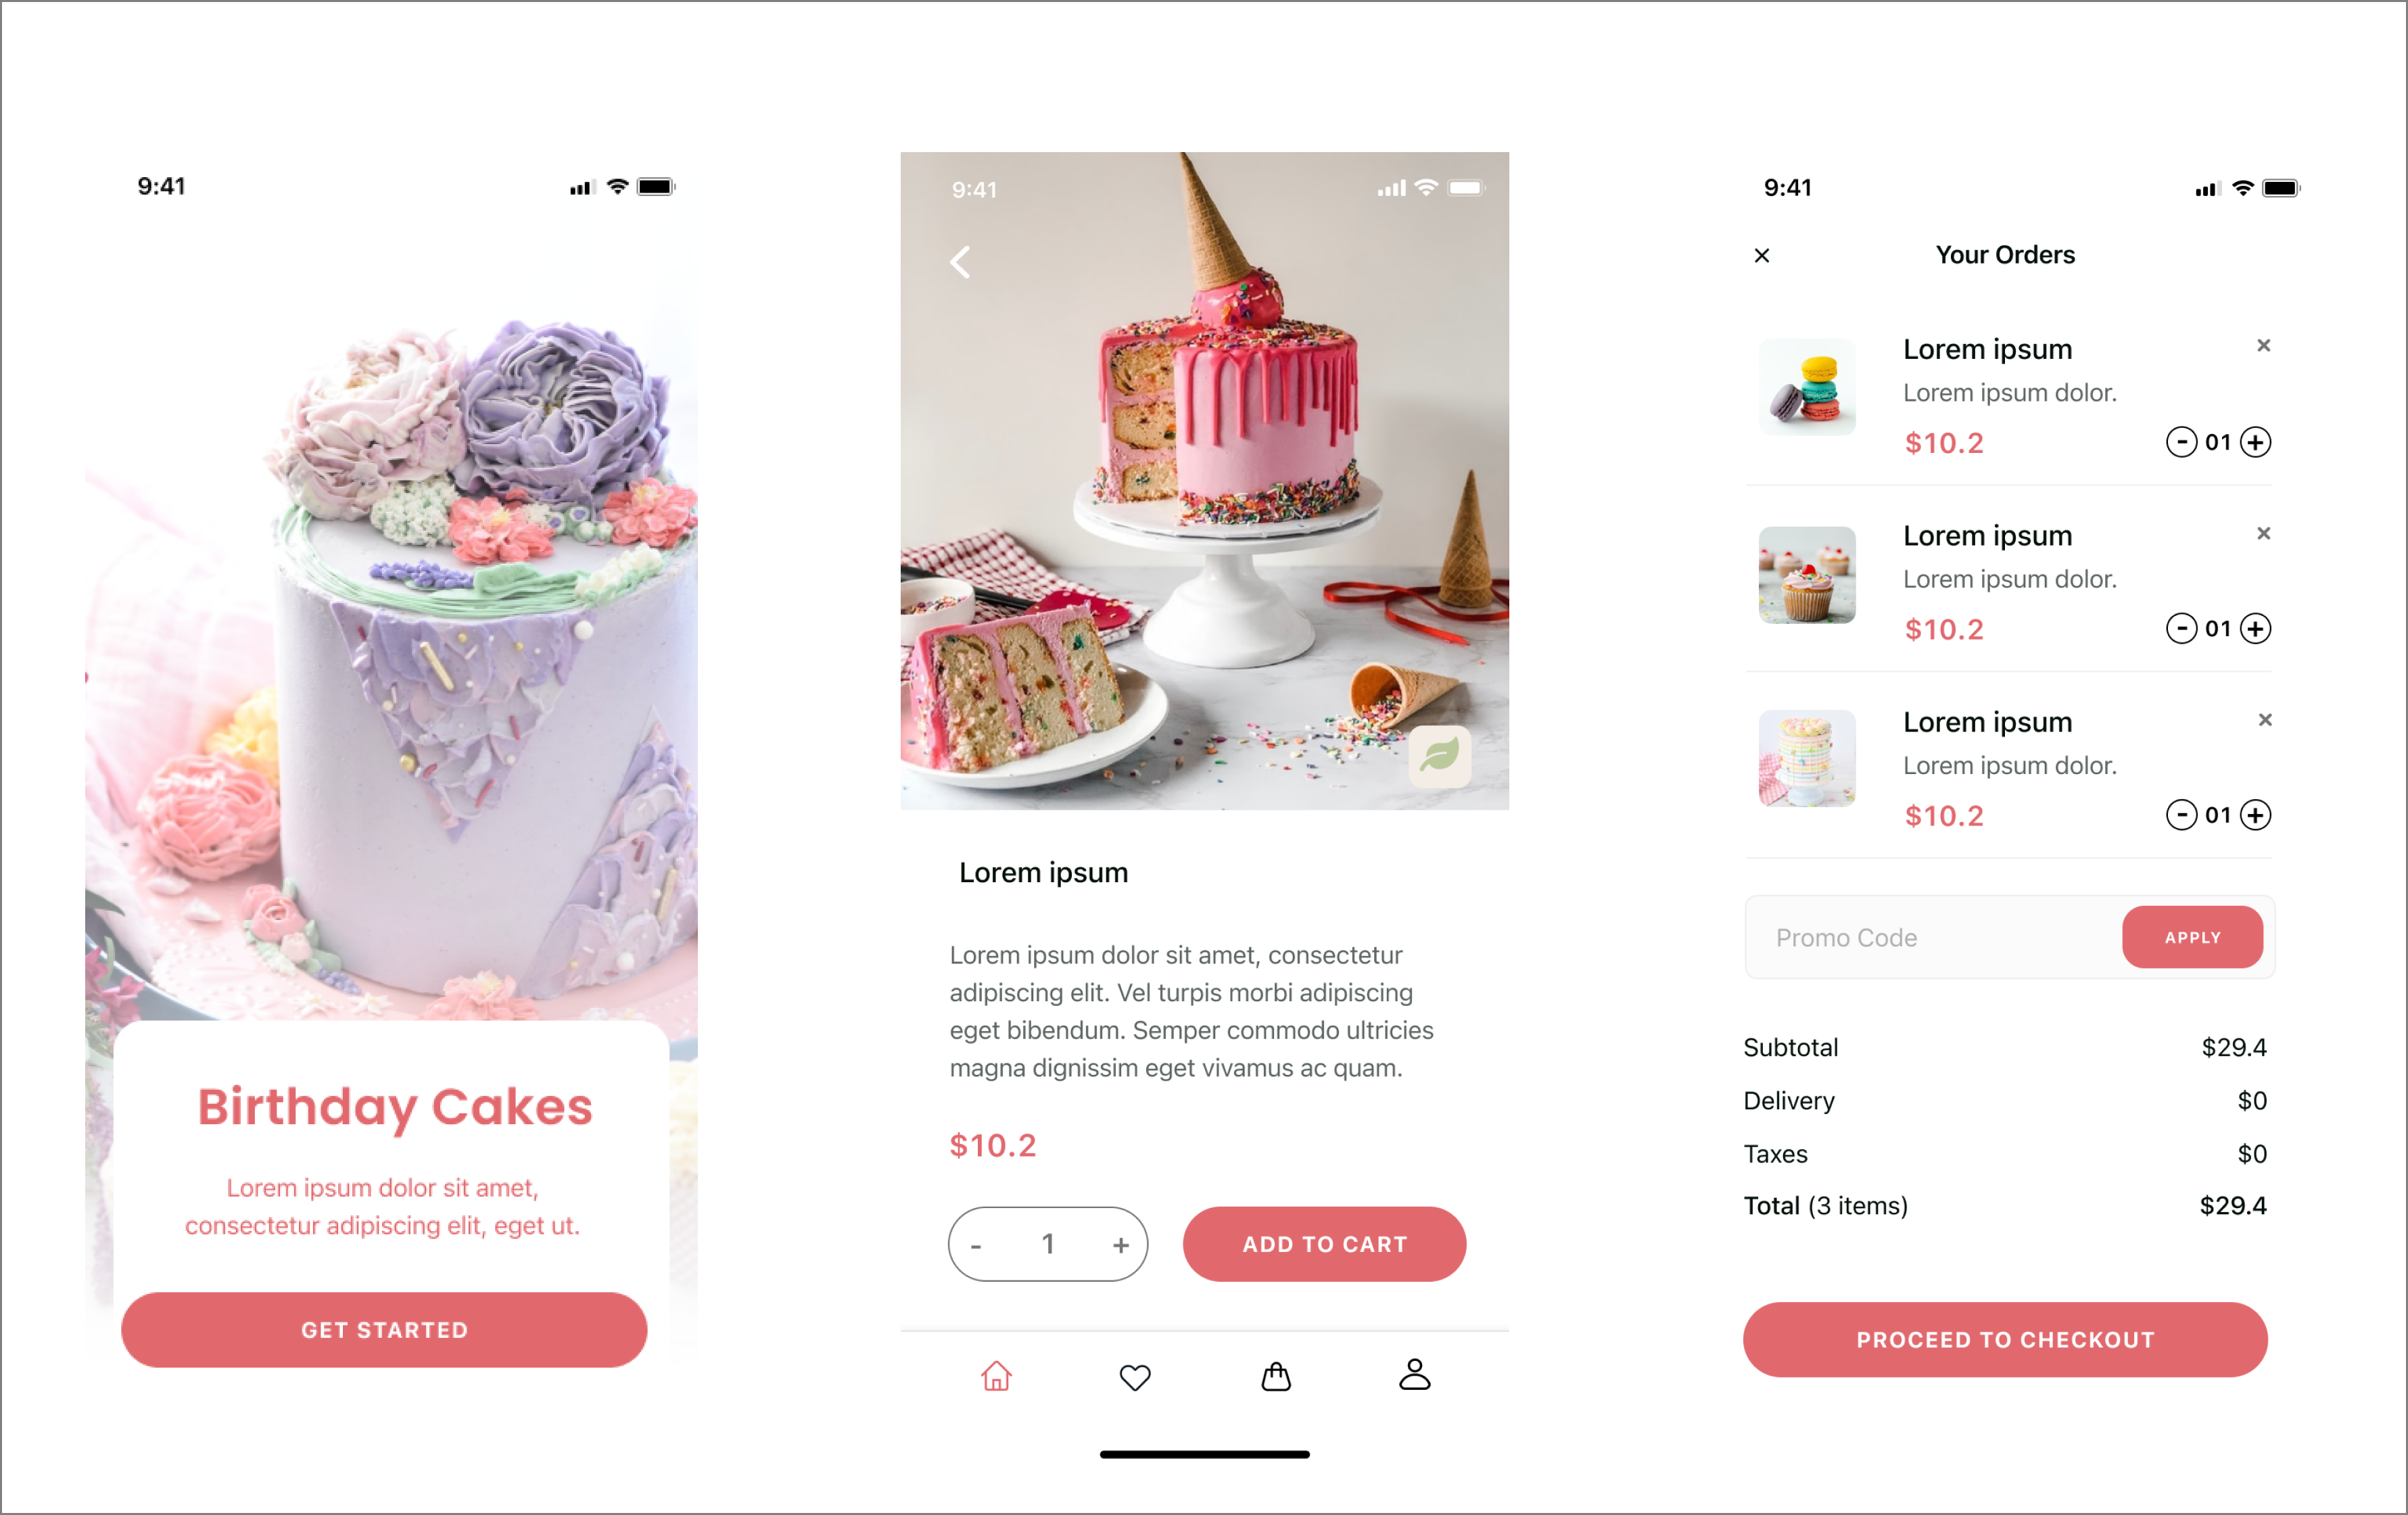 9:41
Birthday Cakes
Lorem ipsum dolor sit amet,
consectetur adipiscing elit, eget ut.
GET STARTED
9:41
Lorem ipsum
Lorem ipsum dolor sit amet, consectetur
adipiscing elit. Vel turpis morbi adipiscing
eget bibendum. Semper commodo ultricies
magna dignissim eget vivamus ac quam.
$10.2
- 1 +
ADD TO CART
9:41
× Your Orders
Lorem ipsum ×
Lorem ipsum dolor.
$10.2 - 01 +
Lorem ipsum ×
Lorem ipsum dolor.
$10.2 - 01 +
Lorem ipsum ×
Lorem ipsum dolor.
$10.2 - 01 +
Promo Code APPLY
Subtotal $29.4
Delivery $0
Taxes $0
Total (3 items) $29.4
PROCEED TO CHECKOUT